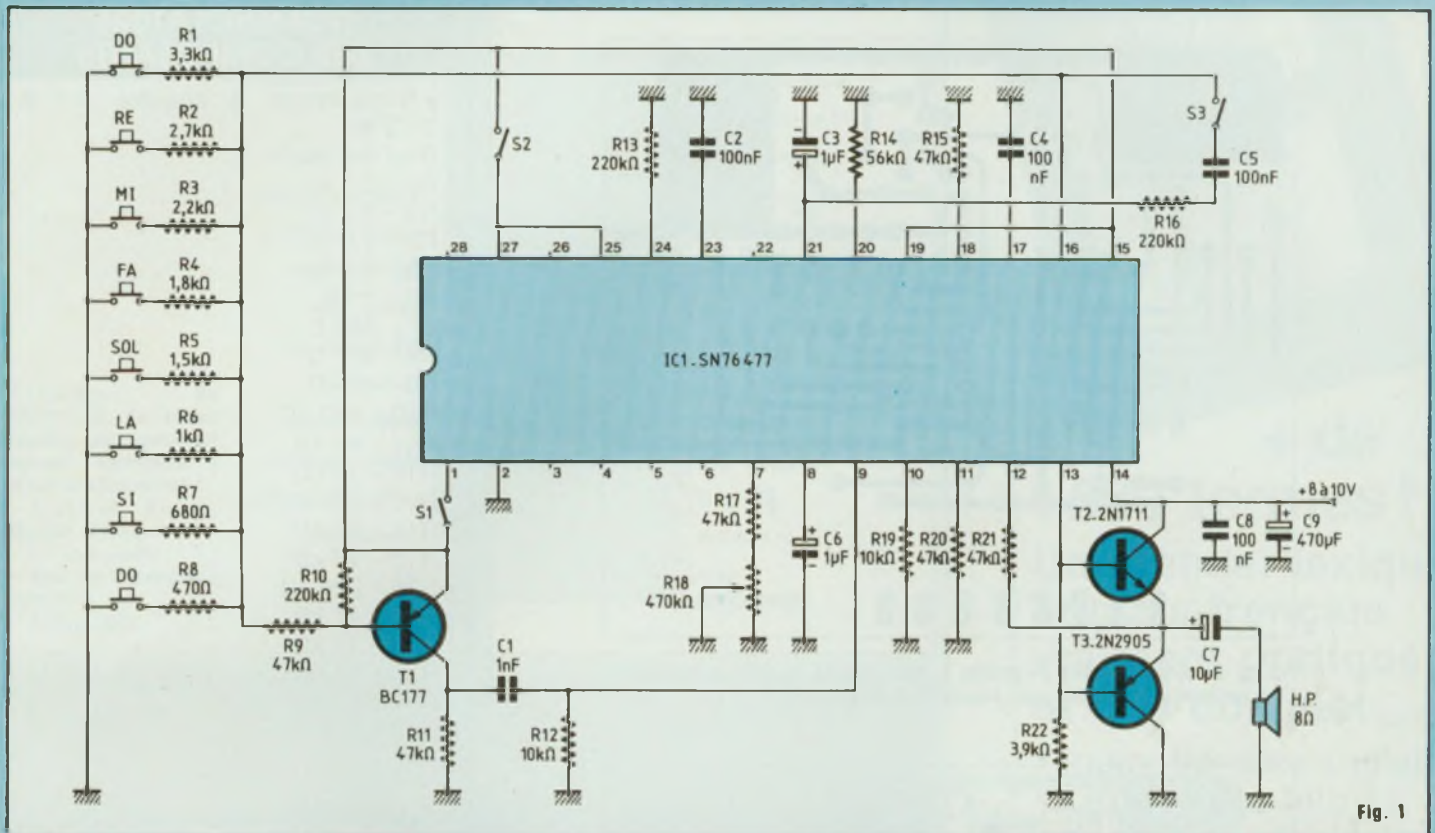 DO
R1
3,3kΩ
RE
R2
2,7kΩ
MI
R3
2,2kΩ
FA
R4
1,8kΩ
SOL
R5
1,5kΩ
LA
R6
1kΩ
SI
R7
680Ω
DO
R8
470Ω
R9
47kΩ
R10
220kΩ
T1
BC177
R11
47kΩ
C1
1nF
R12
10kΩ
S1
S2
R13
220kΩ
C2
100nF
C3
1µF
R14
56kΩ
R15
47kΩ
C4
100
nF
S3
C5
100nF
R16
220kΩ
28 27 26 25 24 23 22 21 20 19 18 17 16 15
IC1_SN76477
1 2 3 4 5 6 7 8 9 10 11 12 13 14
R17
47kΩ
R18
470kΩ
C6
1µF
R19
10kΩ
R20
47kΩ
R21
47kΩ
+8 à 10V
T2_2N1711
C8
100
nF
C9
470µF
T3_2N2905
C7
10µF
R22
3,9kΩ
H.P.
8Ω
Fig. 1